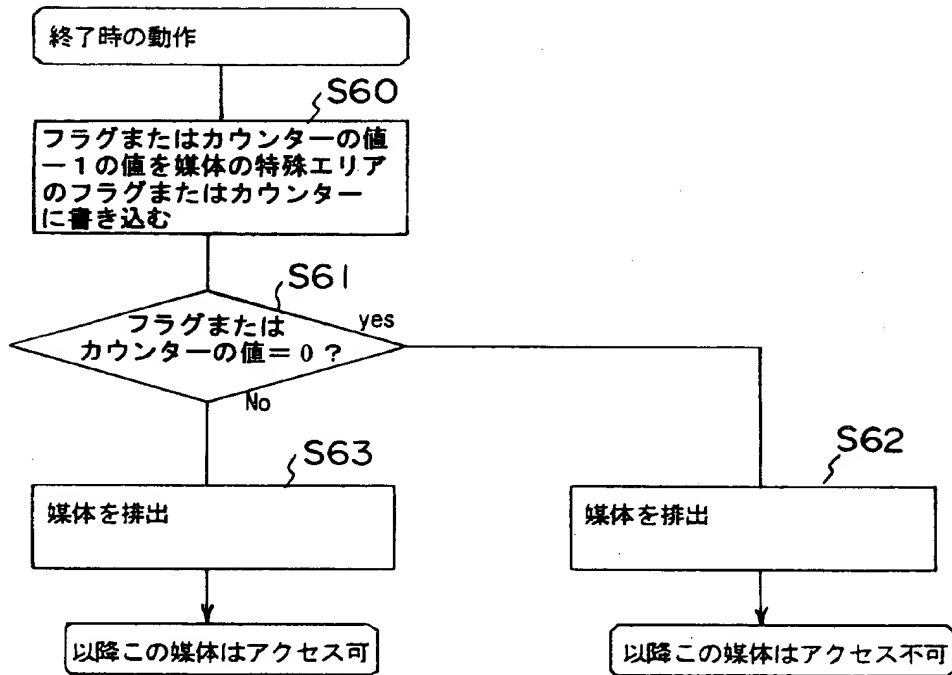 終了時の動作
S60
フラグまたはカウンターの値
－1の値を媒体の特殊エリア
のフラグまたはカウンター
に書き込む
S61
フラグまたは
カウンターの値＝0？
yes
No
S63
媒体を排出
S62
媒体を排出
以降この媒体はアクセス可
以降この媒体はアクセス不可